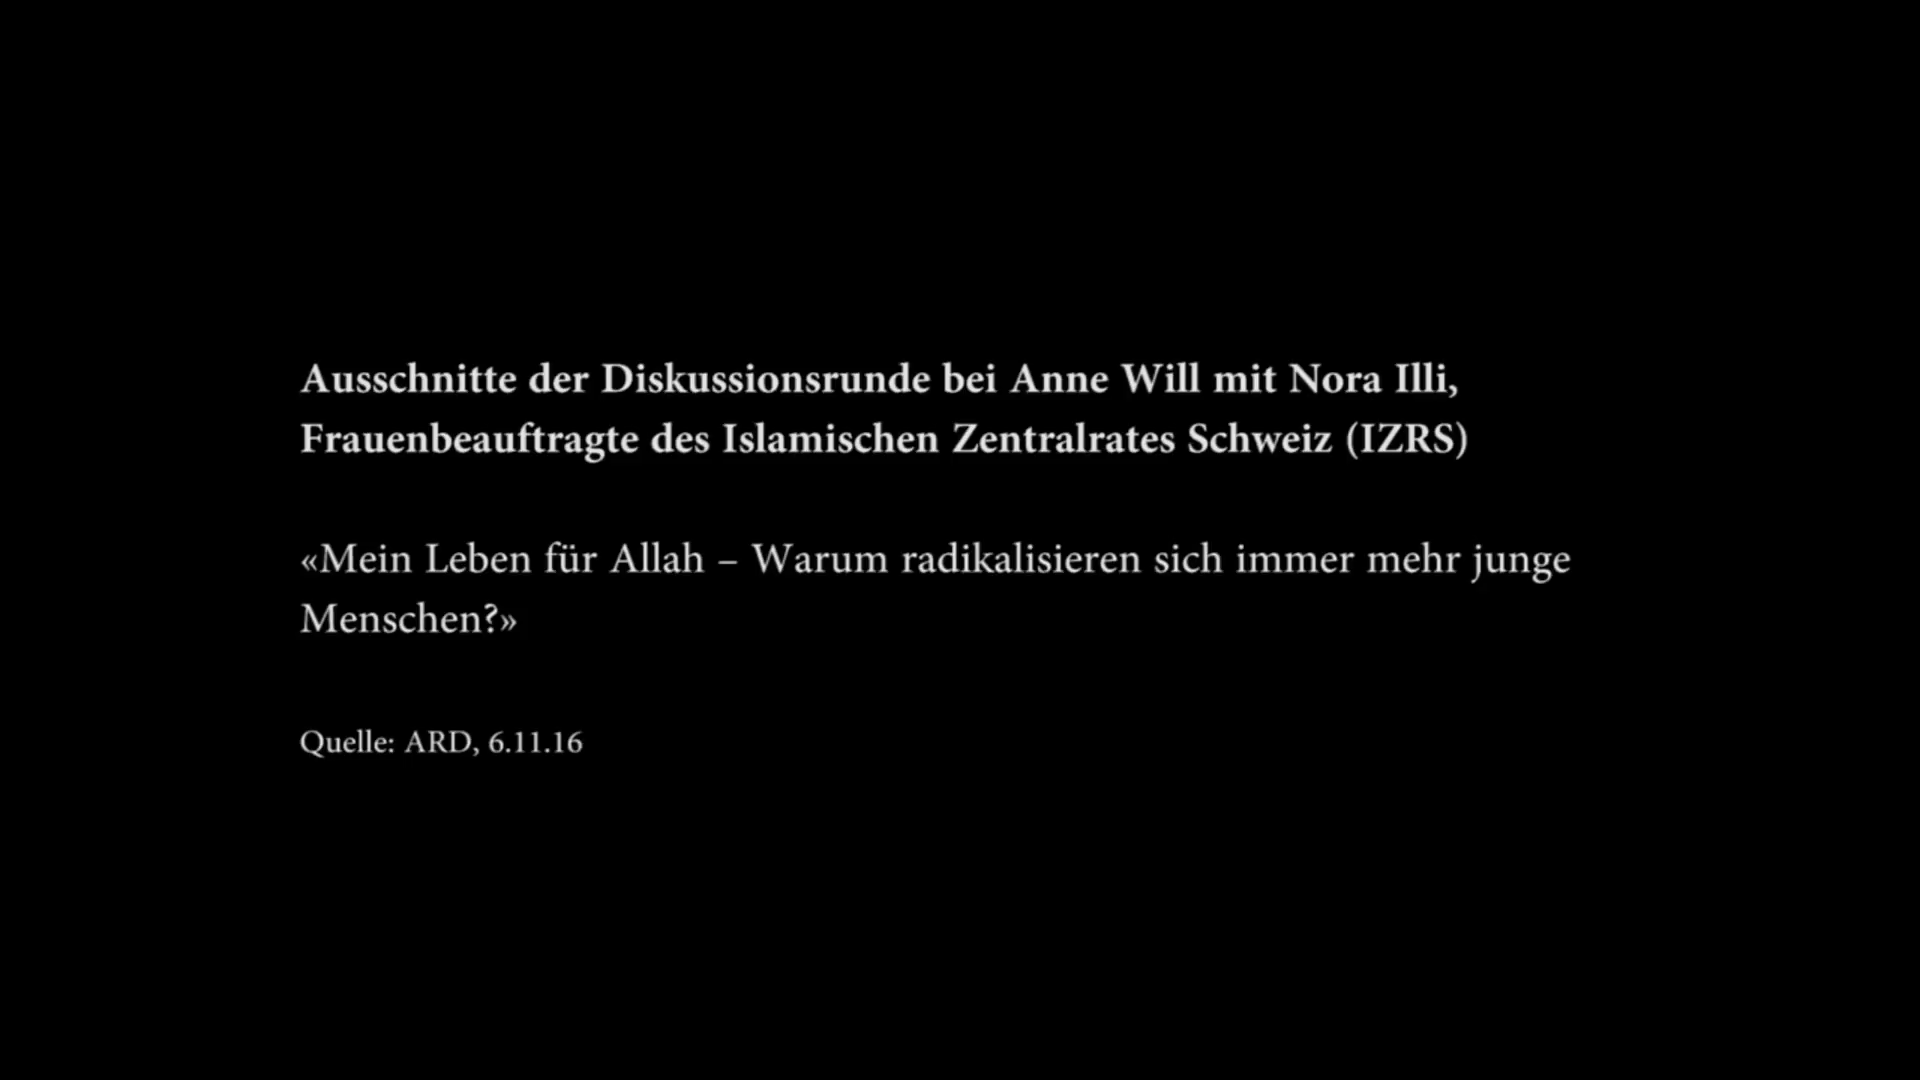 Ausschnitte der Diskussionsrunde bei Anne Will mit Nora Illi,
Frauenbeauftragte des Islamischen Zentralrates Schweiz (IZRS)
«Mein Leben für Allah – Warum radikalisieren sich immer mehr junge
Menschen?»
Quelle: ARD, 6.11.16